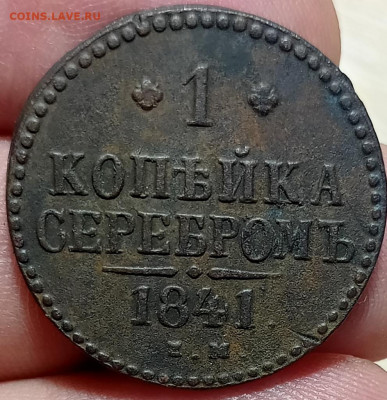 COINS.LAVE.RU
1
КОПѢЙКА
СЕРЕБРОМЪ
1841.
Е.М.